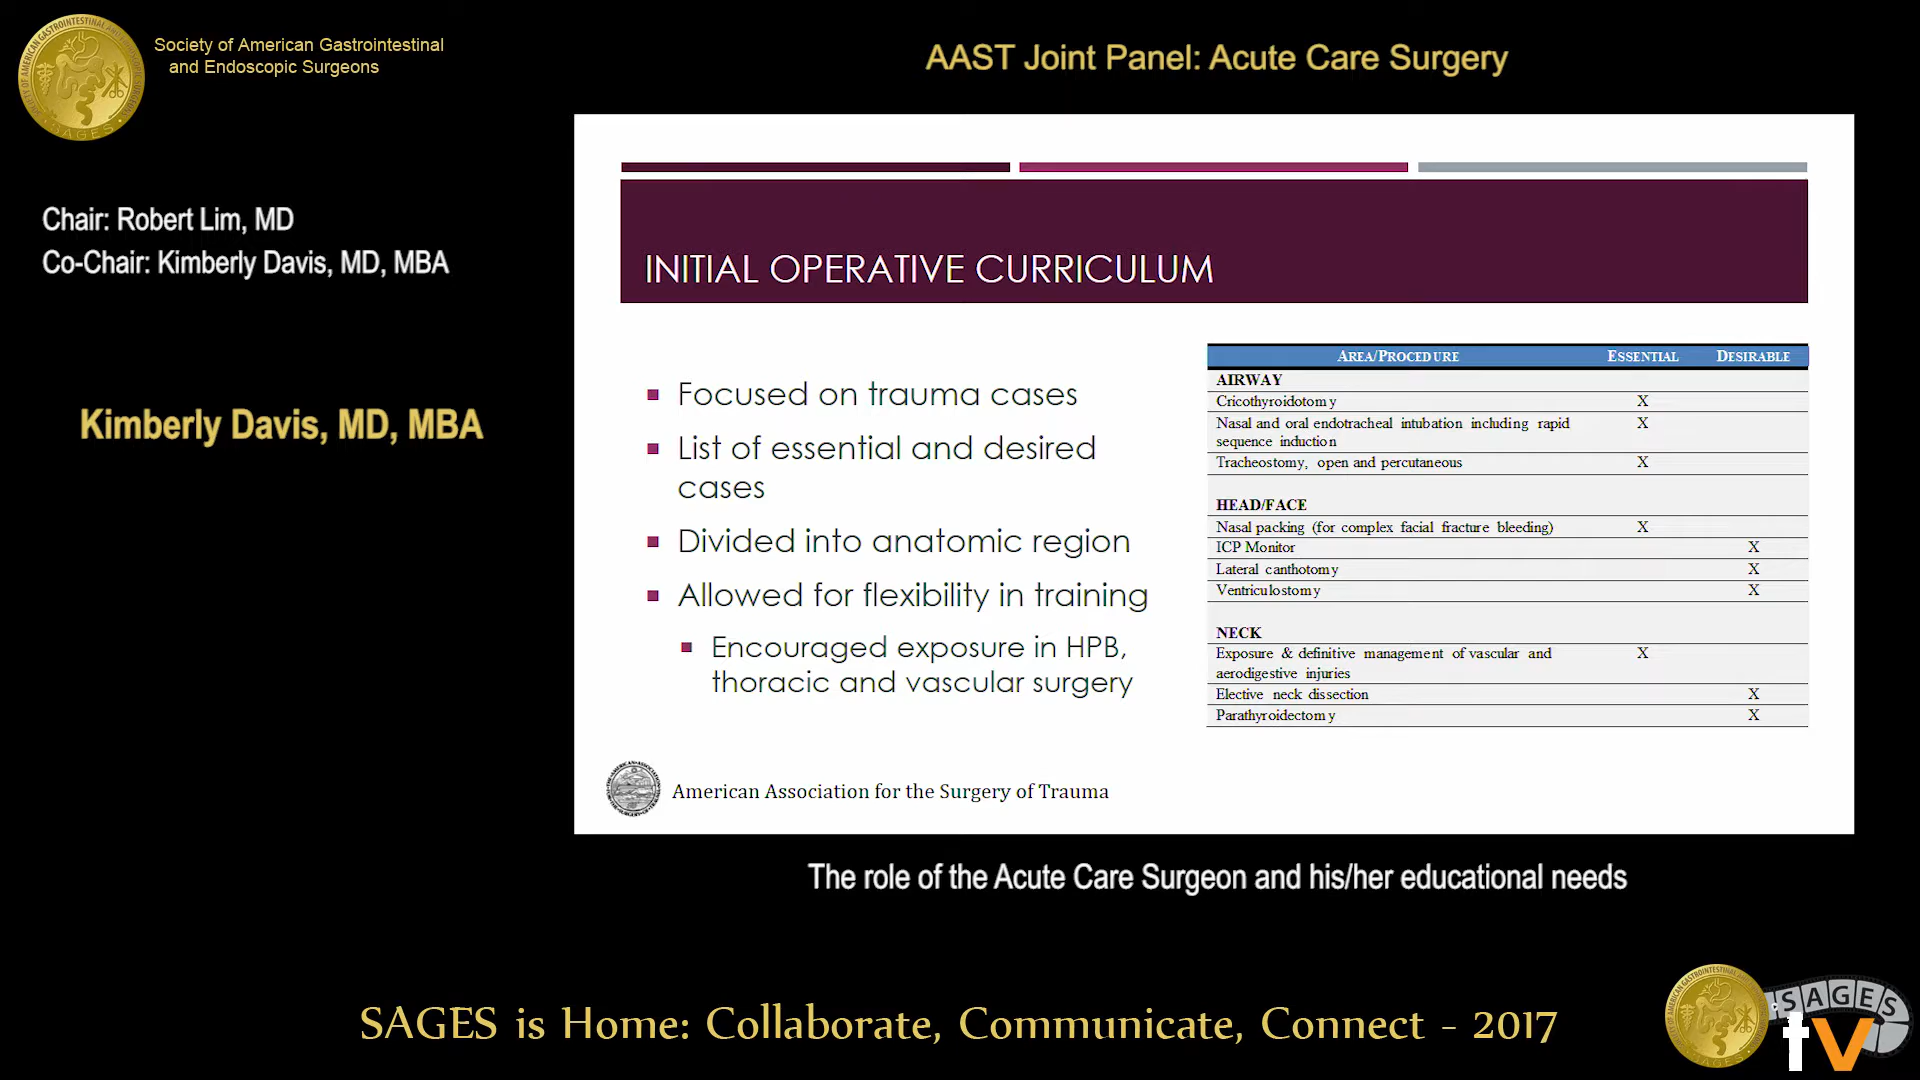 Society of American Gastrointestinal
and Endoscopic Surgeons
AAST Joint Panel: Acute Care Surgery
Chair: Robert Lim, MD
Co-Chair: Kimberly Davis, MD, MBA
Kimberly Davis, MD, MBA
INITIAL OPERATIVE CURRICULUM
Focused on trauma cases
List of essential and desired
cases
Divided into anatomic region
Allowed for flexibility in training
Encouraged exposure in HPB,
thoracic and vascular surgery
AREA/PROCEDURE ESSENTIAL DESIRABLE
AIRWAY
Cricothyroidotomy X
Nasal and oral endotracheal intubation including rapid X
sequence induction
Tracheostomy, open and percutaneous X
HEAD/FACE
Nasal packing (for complex facial fracture bleeding) X
ICP Monitor X
Lateral canthotomy X
Ventriculostomy X
NECK
Exposure & definitive management of vascular and X
aerodigestive injuries
Elective neck dissection X
Parathyroidectomy X
American Association for the Surgery of Trauma
The role of the Acute Care Surgeon and his/her educational needs
SAGES is Home: Collaborate, Communicate, Connect - 2017
SAGES
tv